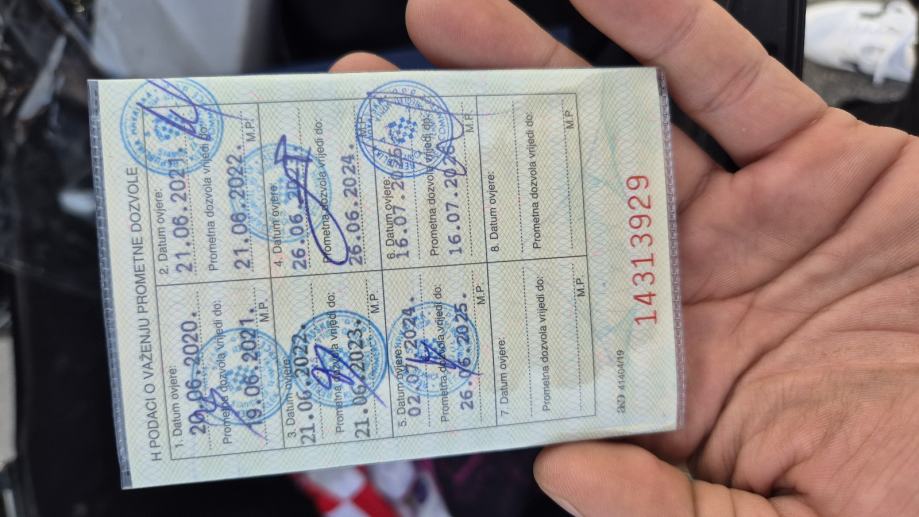 H PODACI O VAŽENJU PROMETNE DOZVOLE
1. Datum ovjere:
29.06.2020.
Prometna dozvola vrijedi do:
19.06.2021.
M.P.
2. Datum ovjere:
21.06.2021.
Prometna dozvola vrijedi do:
21.06.2022.
M.P.
3. Datum ovjere:
21.06.2022.
Prometna dozvola vrijedi do:
21.06.2023.
M.P.
4. Datum ovjere:
26.06.
Prometna dozvola vrijedi do:
26.06.2024.
M.P.
5. Datum ovjere:
02.07.2024.
Prometna dozvola vrijedi do:
26.06.2025.
M.P.
6. Datum ovjere:
16.07.2025.
Prometna dozvola vrijedi do:
16.07.2026.
M.P.
7. Datum ovjere:
Prometna dozvola vrijedi do:
M.P.
8. Datum ovjere:
Prometna dozvola vrijedi do:
M.P.
41404/19
14313929